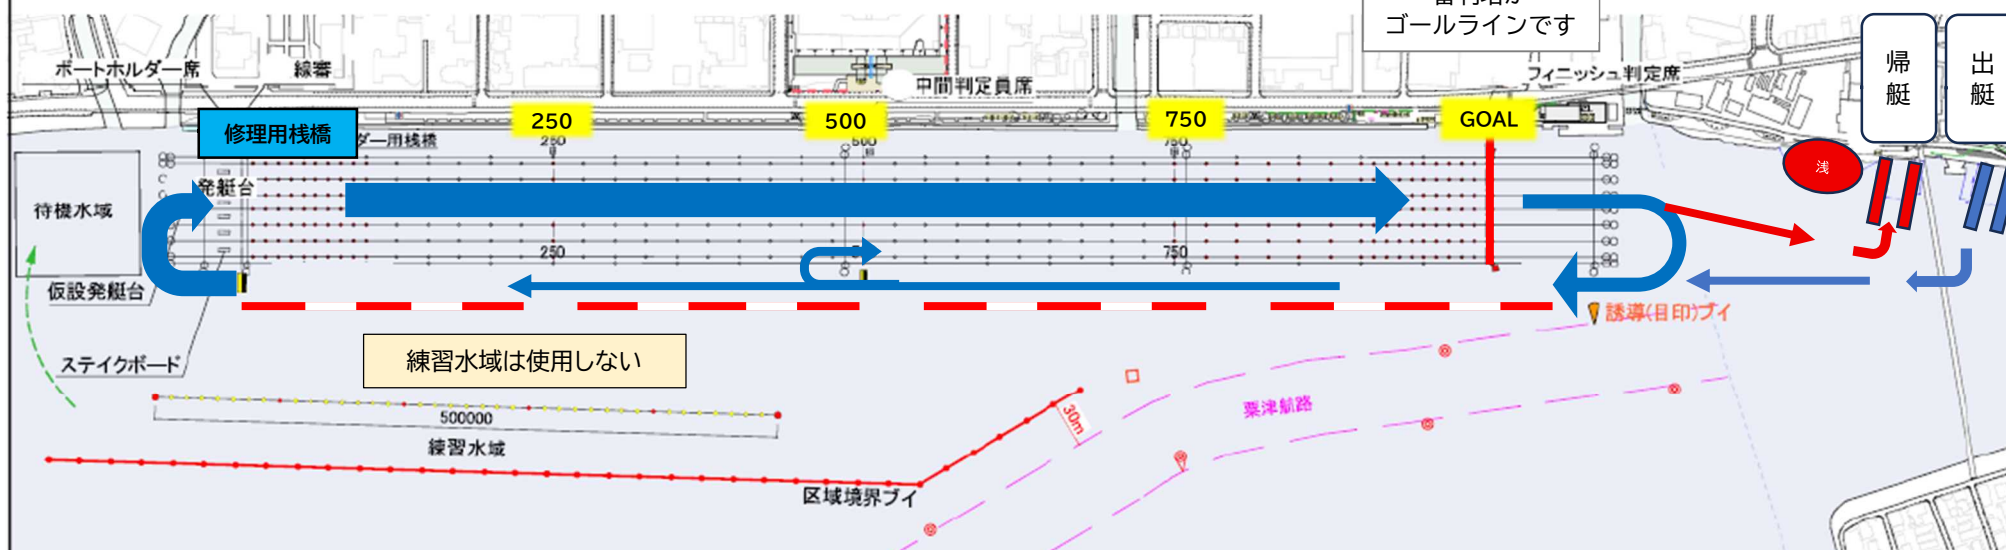 ゴールラインです
帰艇
出艇
ボートホルダー席
線審
中間判定員席
フィニッシュ判定席
修理用桟橋
ダー用桟橋
250
500
750
GOAL
250
500
750
浅
発艇台
待機水域
250
750
仮設発艇台
誘導(目印)ブイ
ステイクボード
練習水域は使用しない
500000
練習水域
30m
粟津航路
区域境界ブイ